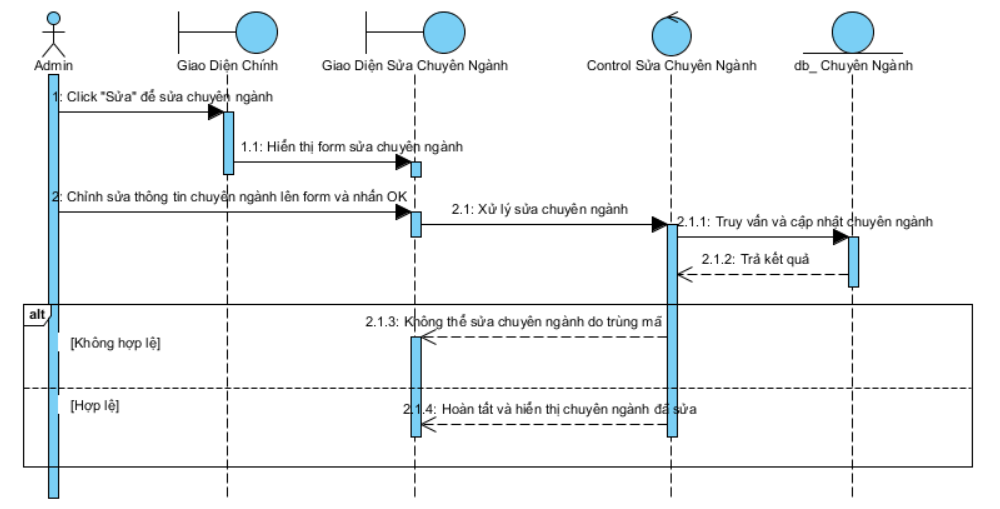 Admin
Giao Diện Chính
Giao Diện Sửa Chuyên Ngành
Control Sửa Chuyên Ngành
db_ Chuyên Ngành
1: Click "Sửa" để sửa chuyên ngành
1.1: Hiển thị form sửa chuyên ngành
2: Chỉnh sửa thông tin chuyên ngành lên form và nhấn OK
2.1: Xử lý sửa chuyên ngành
2.1.1: Truy vấn và cập nhật chuyên ngành
2.1.2: Trả kết quả
alt
2.1.3: Không thể sửa chuyên ngành do trùng mã
[Không hợp lệ]
[Hợp lệ]
2.1.4: Hoàn tất và hiển thị chuyên ngành đã sửa